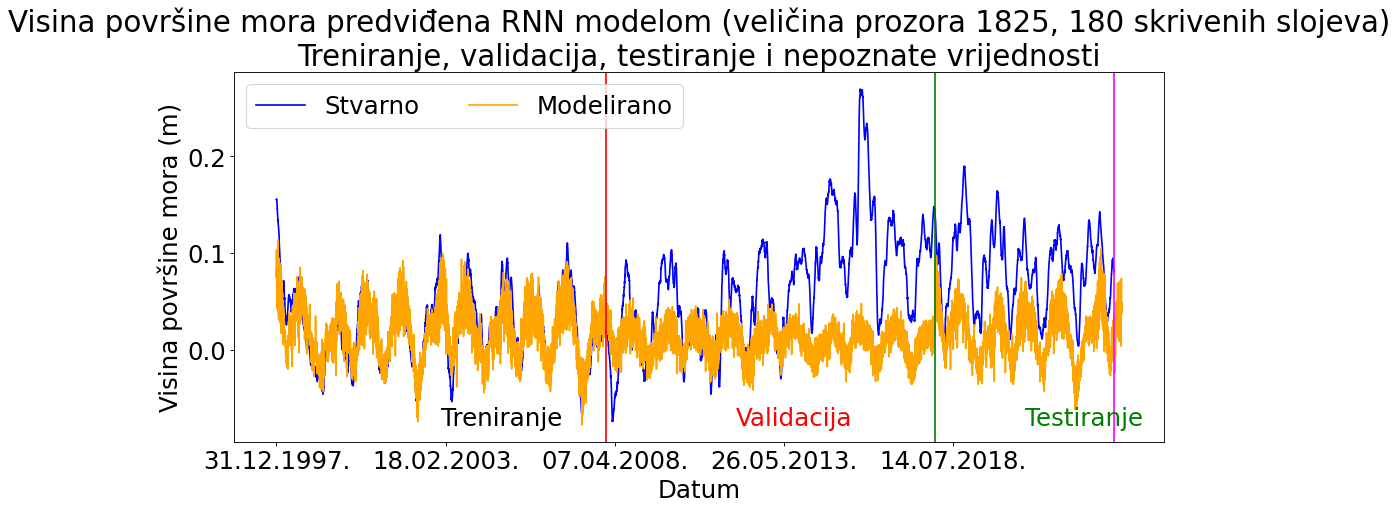 Visina površine mora predviđena RNN modelom (veličina prozora 1825, 180 skrivenih slojeva)
Treniranje, validacija, testiranje i nepoznate vrijednosti
Stvarno Modelirano
Visina površine mora (m)
0.2
0.1
0.0
Treniranje Validacija Testiranje
31.12.1997. 18.02.2003. 07.04.2008. 26.05.2013. 14.07.2018.
Datum